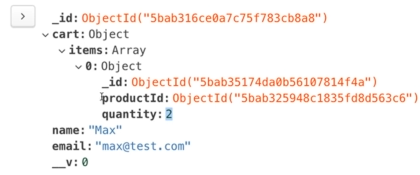 _id: ObjectId("5bab316ce0a7c75f783cb8a8")
cart: Object
items: Array
0: Object
_id: ObjectId("5bab35174da0b56107814f4a")
productId: ObjectId("5bab325948c1835fd8d563c6")
quantity: 2
name: "Max"
email: "max@test.com"
__v: 0